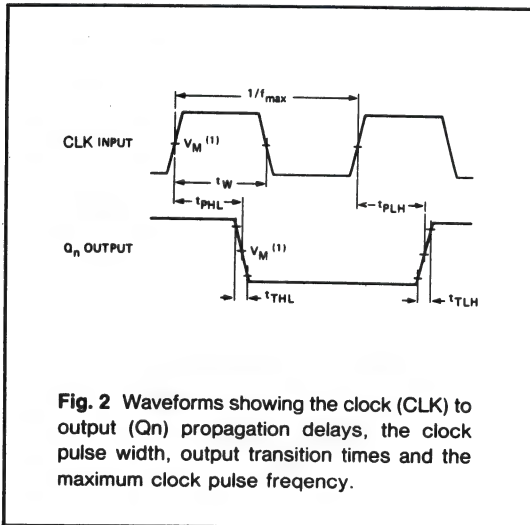 1/fmax
CLK INPUT
VM (1)
tW
tPHL
tPLH
Qn OUTPUT
VM (1)
tTHL
tTLH
Fig. 2 Waveforms showing the clock (CLK) to
output (Qn) propagation delays, the clock
pulse width, output transition times and the
maximum clock pulse freqency.